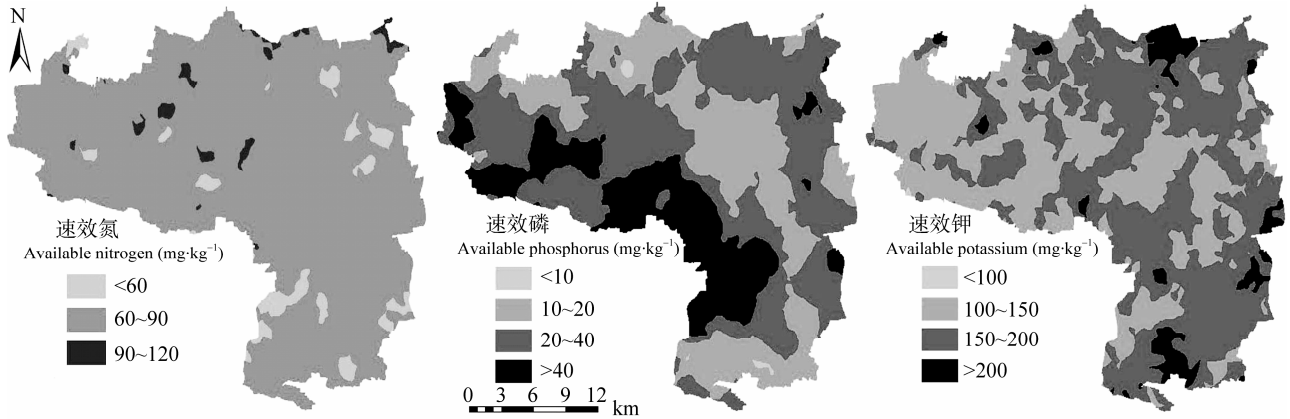 N
速效氮
Available nitrogen (mg·kg⁻¹)
<60
60~90
90~120
速效磷
Available phosphorus (mg·kg⁻¹)
<10
10~20
20~40
>40
0 3 6 9 12
km
速效钾
Available potassium (mg·kg⁻¹)
<100
100~150
150~200
>200